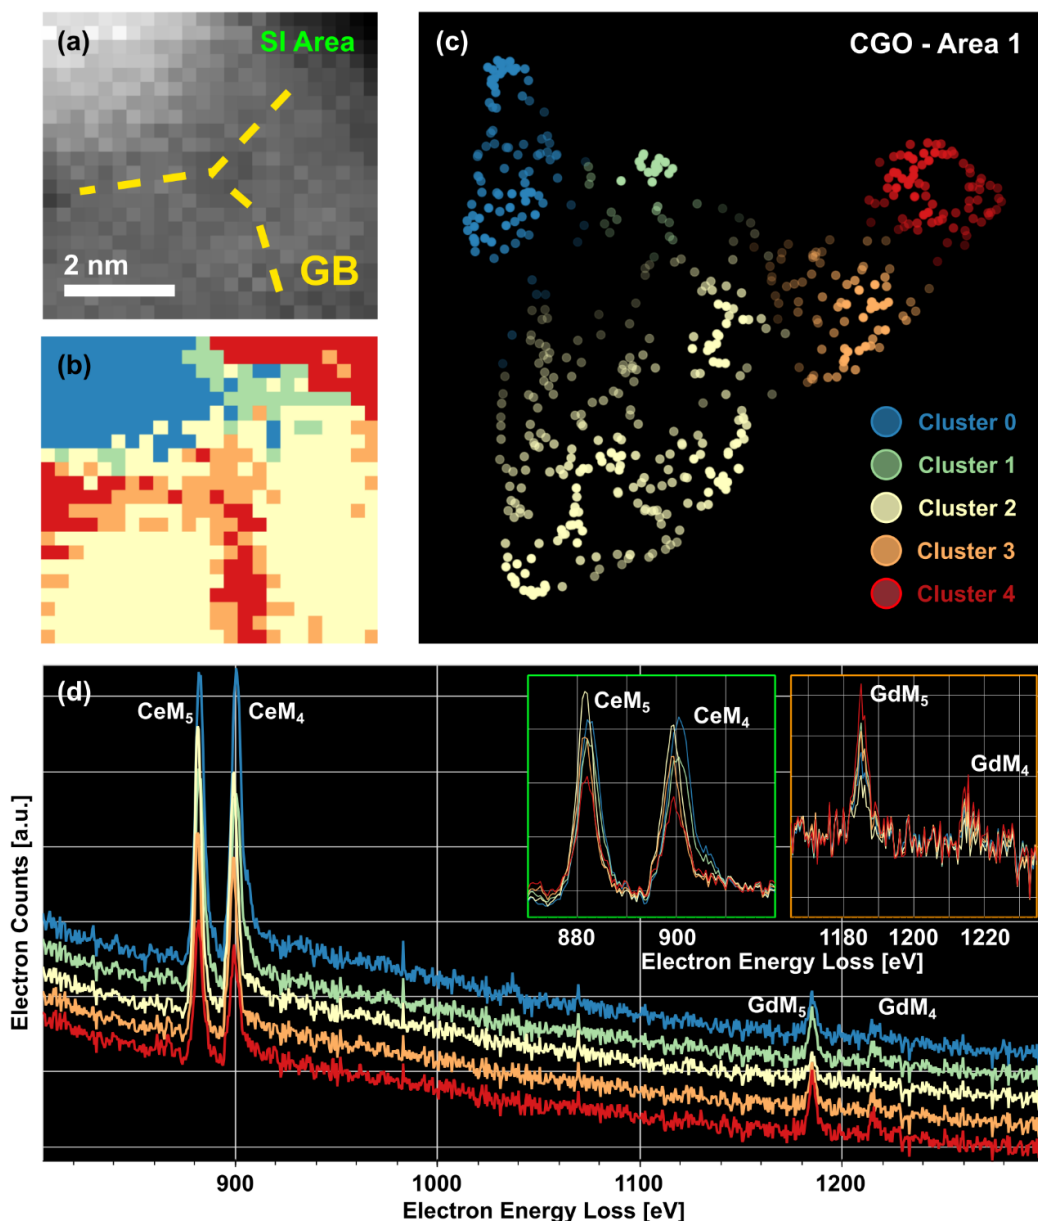 (a)
SI Area
2 nm
GB
(b)
(c)
CGO - Area 1
Cluster 0
Cluster 1
Cluster 2
Cluster 3
Cluster 4
(d)
CeM₅
CeM₄
CeM₅
CeM₄
880
900
GdM₅
GdM₄
1180
1200
1220
Electron Energy Loss [eV]
GdM₅
GdM₄
Electron Counts [a.u.]
900
1000
1100
1200
Electron Energy Loss [eV]